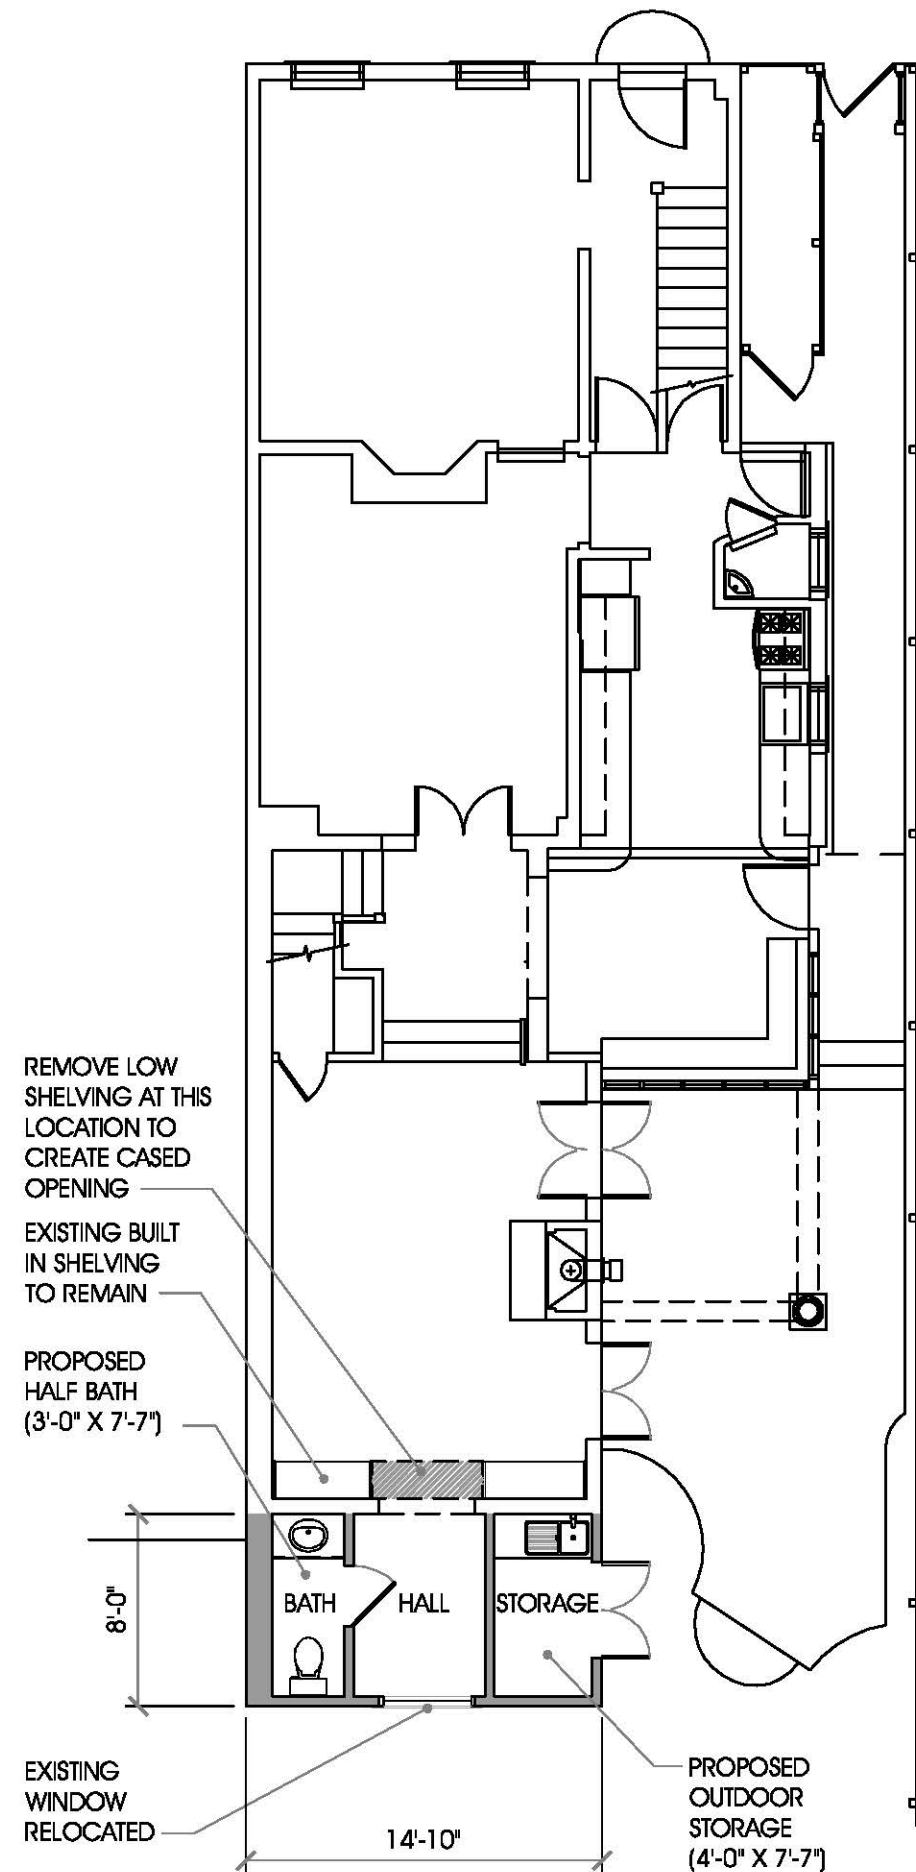 REMOVE LOW
SHELVING AT THIS
LOCATION TO
CREATE CASED
OPENING
EXISTING BUILT
IN SHELVING
TO REMAIN
PROPOSED
HALF BATH
(3'-0" X 7'-7")
8'-0"
BATH
HALL
STORAGE
EXISTING
WINDOW
RELOCATED
14'-10"
PROPOSED
OUTDOOR
STORAGE
(4'-0" X 7'-7")